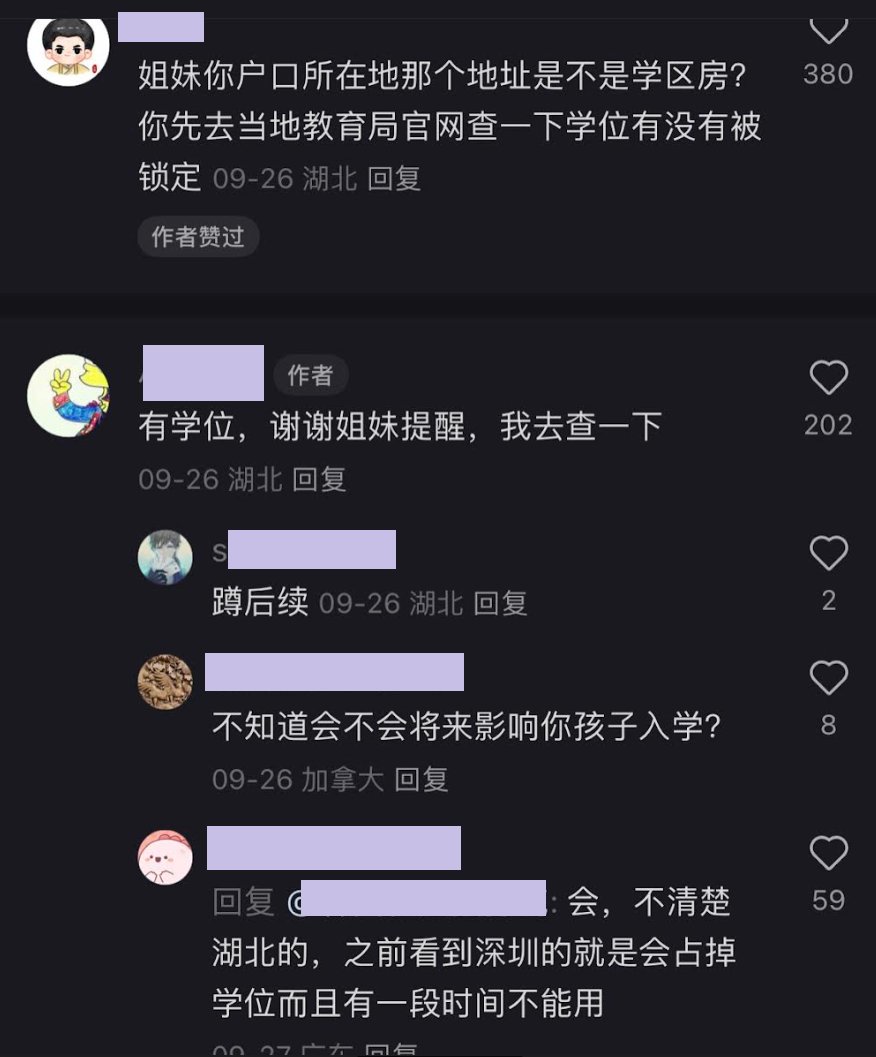 380
姐妹你户口所在地那个地址是不是学区房?
你先去当地教育局官网查一下学位有没有被
锁定 09-26 湖北 回复
作者赞过
作者
202
有学位，谢谢姐妹提醒，我去查一下
09-26 湖北 回复
s
蹲后续 09-26 湖北 回复
2
不知道会不会将来影响你孩子入学?
8
09-26 加拿大 回复
回复 @ : 会，不清楚
59
湖北的，之前看到深圳的就是会占掉
学位而且有一段时间不能用
09-27 广东 回复